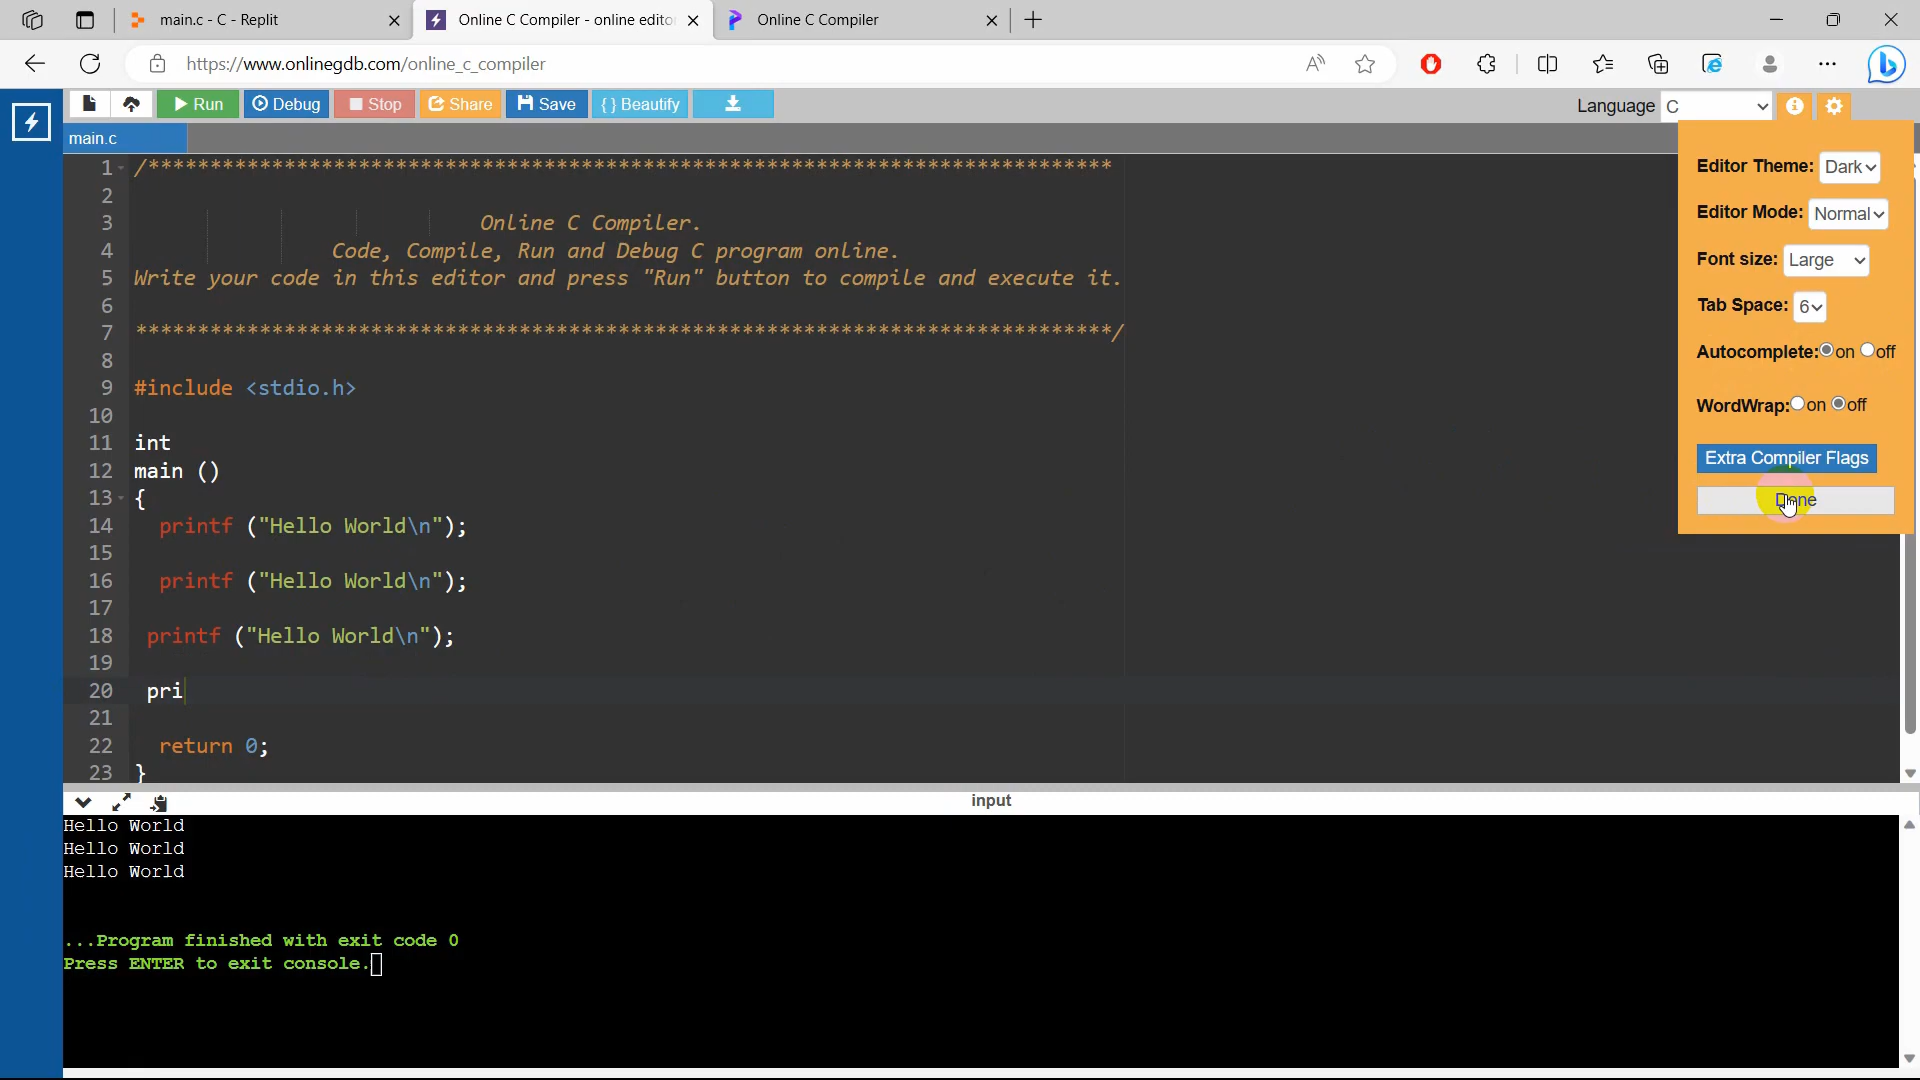 main.c - C - Replit
Online C Compiler - online edito
Online C Compiler
https://www.onlinegdb.com/online_c_compiler
Run
Debug
Stop
Share
Save
{ } Beautify
Language C
main.c
1 /******************************************************************************
2
3 Online C Compiler.
4 Code, Compile, Run and Debug C program online.
5 Write your code in this editor and press "Run" button to compile and execute it.
6
7 *******************************************************************************/
8
9 #include <stdio.h>
10
11 int
12 main ()
13 {
14 printf ("Hello World\n");
15
16 printf ("Hello World\n");
17
18 printf ("Hello World\n");
19
20 pri
21
22 return 0;
23 }
Editor Theme: Dark
Editor Mode: Normal
Font size: Large
Tab Space: 6
Autocomplete: on off
WordWrap: on off
Extra Compiler Flags
Done
input
Hello World
Hello World
Hello World
...Program finished with exit code 0
Press ENTER to exit console.